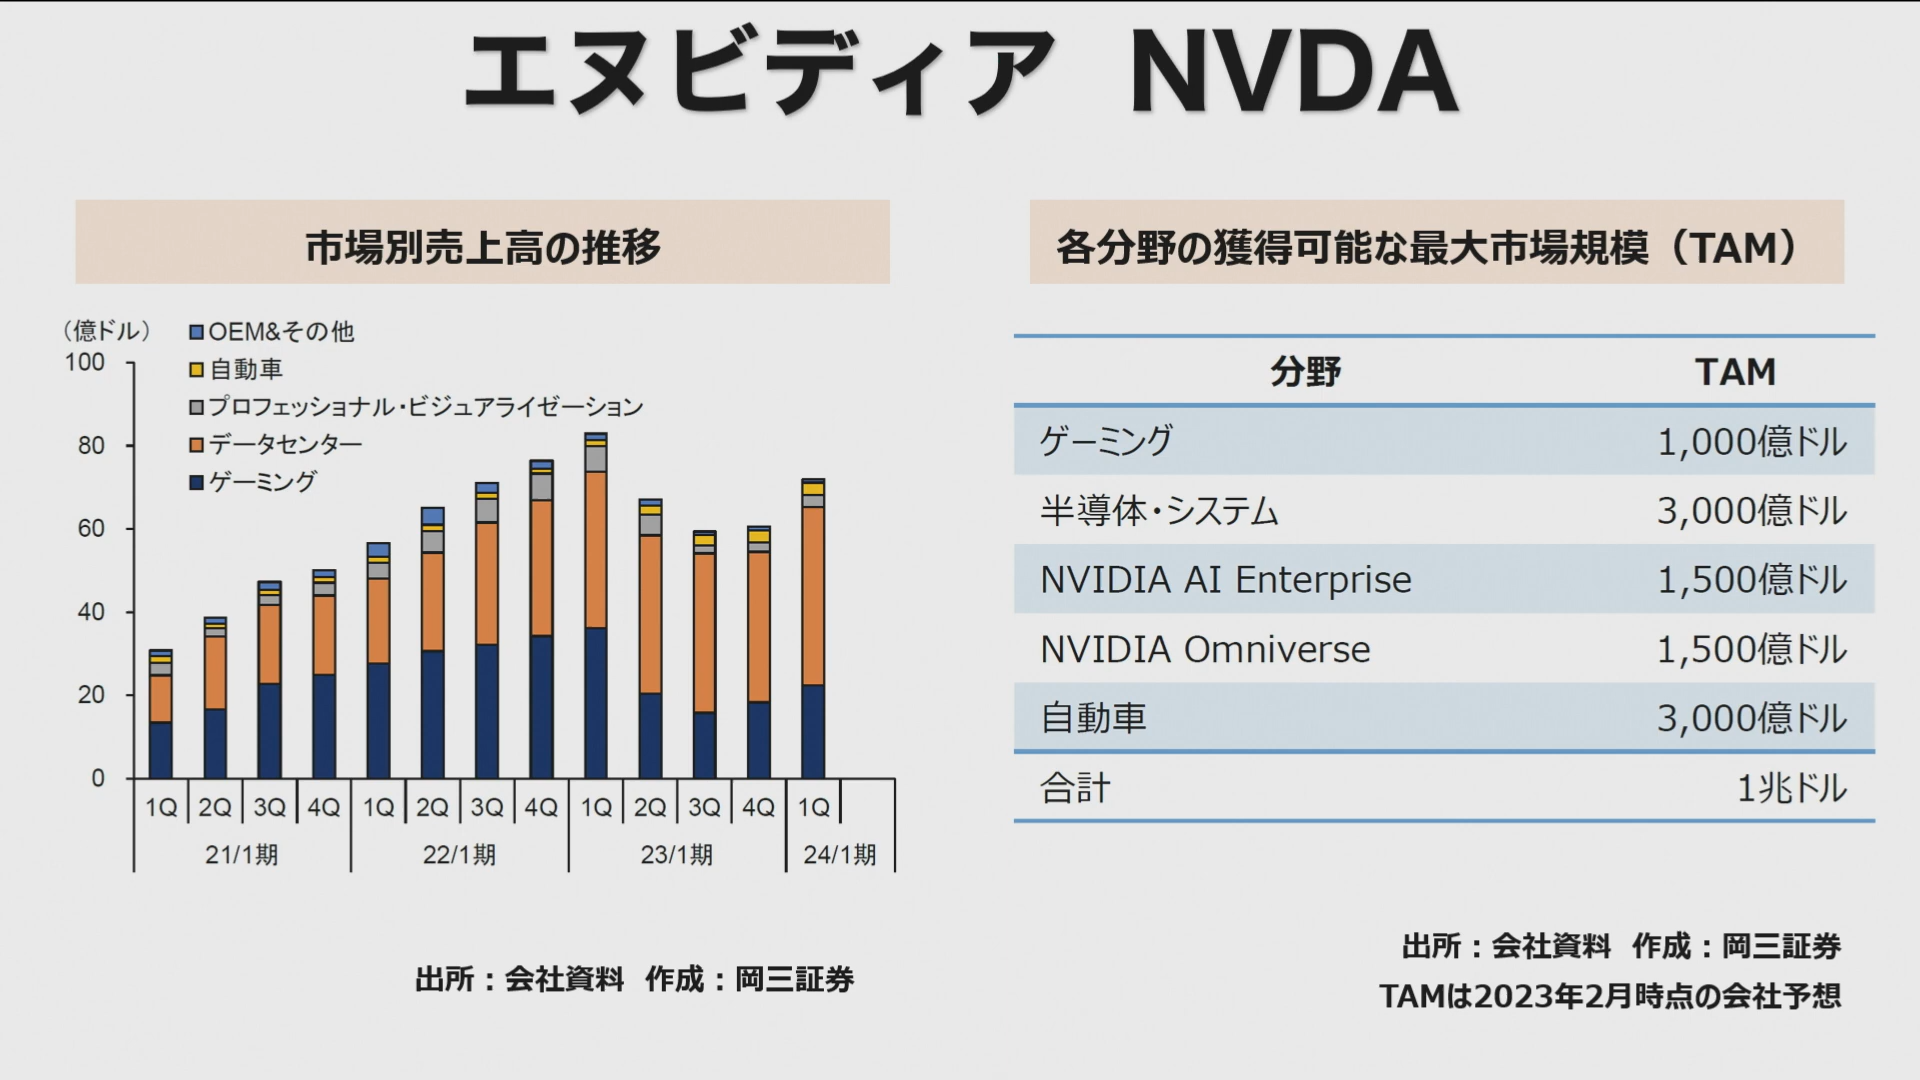 エヌビディア NVDA
市場別売上高の推移
(億ドル)
OEM&その他
自動車
プロフェッショナル・ビジュアライゼーション
データセンター
ゲーミング
100
80
60
40
20
0
1Q 2Q 3Q 4Q 1Q 2Q 3Q 4Q 1Q 2Q 3Q 4Q 1Q
21/1期 22/1期 23/1期 24/1期
出所:会社資料 作成:岡三証券
各分野の獲得可能な最大市場規模(TAM)
分野 TAM
ゲーミング 1,000億ドル
半導体・システム 3,000億ドル
NVIDIA AI Enterprise 1,500億ドル
NVIDIA Omniverse 1,500億ドル
自動車 3,000億ドル
合計 1兆ドル
出所:会社資料 作成:岡三証券
TAMは2023年2月時点の会社予想